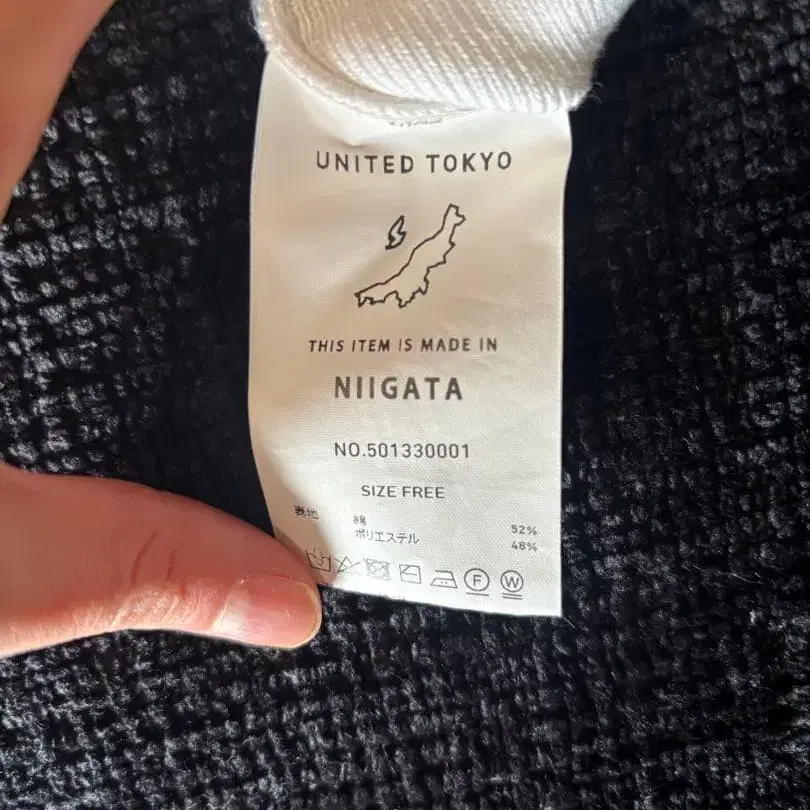 UNITED TOKYO
THIS ITEM IS MADE IN
NIIGATA
NO.501330001
SIZE FREE
表地 綿 52%
ポリエステル 48%
F W